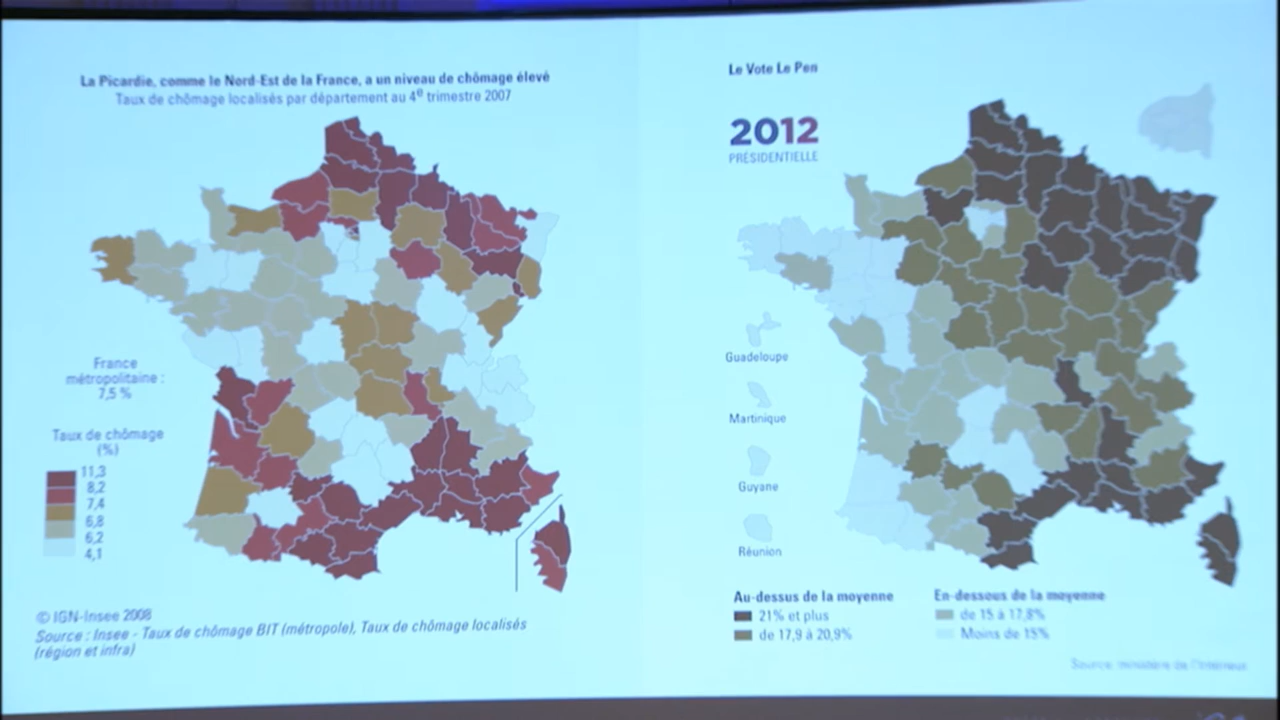 La Picardie, comme le Nord-Est de la France, a un niveau de chômage élevé
Taux de chômage localisés par département au 4e trimestre 2007
France
métropolitaine :
7,5 %
Taux de chômage
(%)
11,3
8,2
7,4
6,8
6,2
4,1
© IGN-Insee 2008
Source : Insee - Taux de chômage BIT (métropole), Taux de chômage localisés
(région et infra)
Le Vote Le Pen
2012
PRÉSIDENTIELLE
Guadeloupe
Martinique
Guyane
Réunion
Au-dessus de la moyenne
21% et plus
de 17,9 à 20,9%
En-dessous de la moyenne
de 15 à 17,8%
Moins de 15%
Source: ministère de l'Intérieur